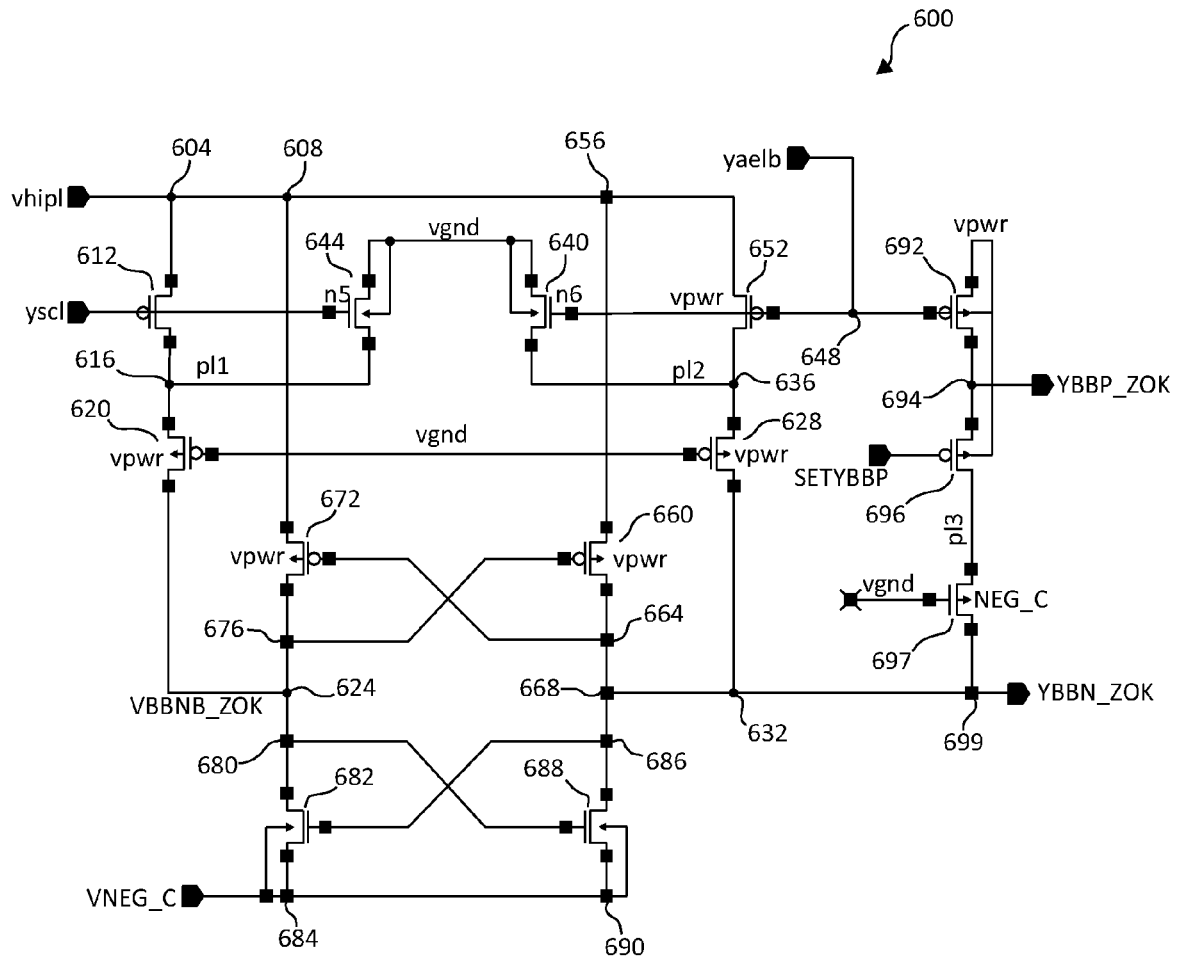 600
604
608
656
yaelb
vhipl
vgnd
vpwr
612
644
640
652
692
n5
n6
vpwr
yscl
648
616
pl1
pl2
636
694
YBBP_ZOK
620
vgnd
628
vpwr
vpwr
SETYBBP
696
672
660
pl3
vpwr
vpwr
vgnd
NEG_C
676
664
697
VBBNB_ZOK
624
668
632
YBBN_ZOK
699
680
686
682
688
VNEG_C
684
690